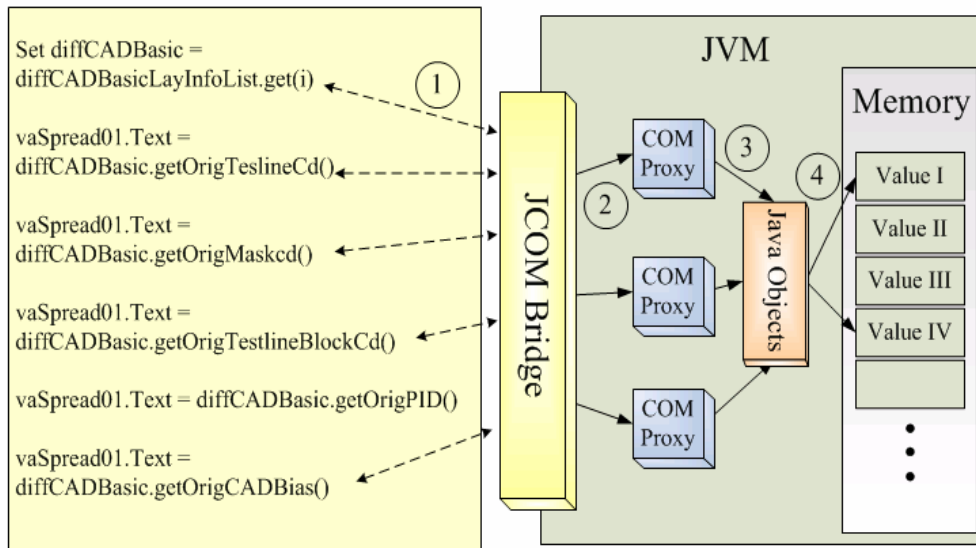 Set diffCADBasic =
diffCADBasicLayInfoList.get(i)
vaSpread01.Text =
diffCADBasic.getOrigTeslineCd()
vaSpread01.Text =
diffCADBasic.getOrigMaskcd()
vaSpread01.Text =
diffCADBasic.getOrigTestlineBlockCd()
vaSpread01.Text = diffCADBasic.getOrigPID()
vaSpread01.Text =
diffCADBasic.getOrigCADBias()
1
JCOM Bridge
JVM
2
COM
Proxy
COM
Proxy
COM
Proxy
3
Java Objects
4
Memory
Value I
Value II
Value III
Value IV